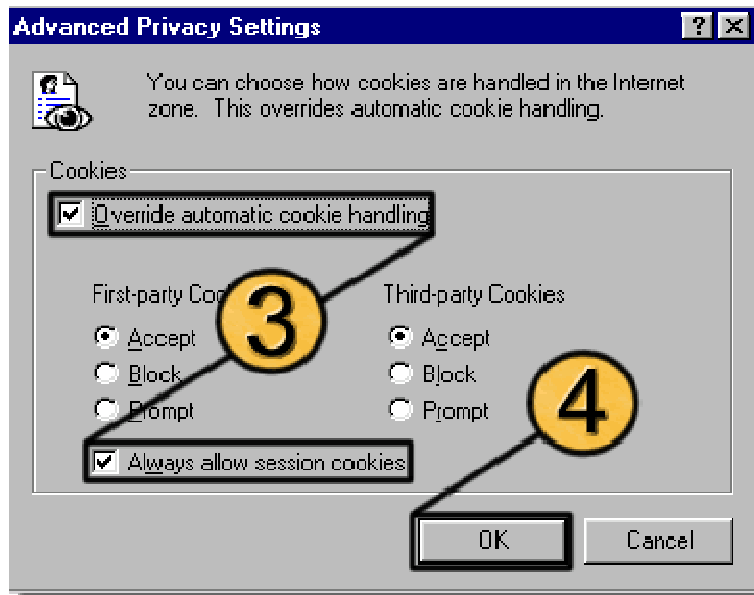 Advanced Privacy Settings
You can choose how cookies are handled in the Internet
zone. This overrides automatic cookie handling.
Cookies
Override automatic cookie handling
First-party Third-party Cookies
3
Accept Accept
Block Block
Prompt Prompt
4
Always allow session cookies
OK Cancel